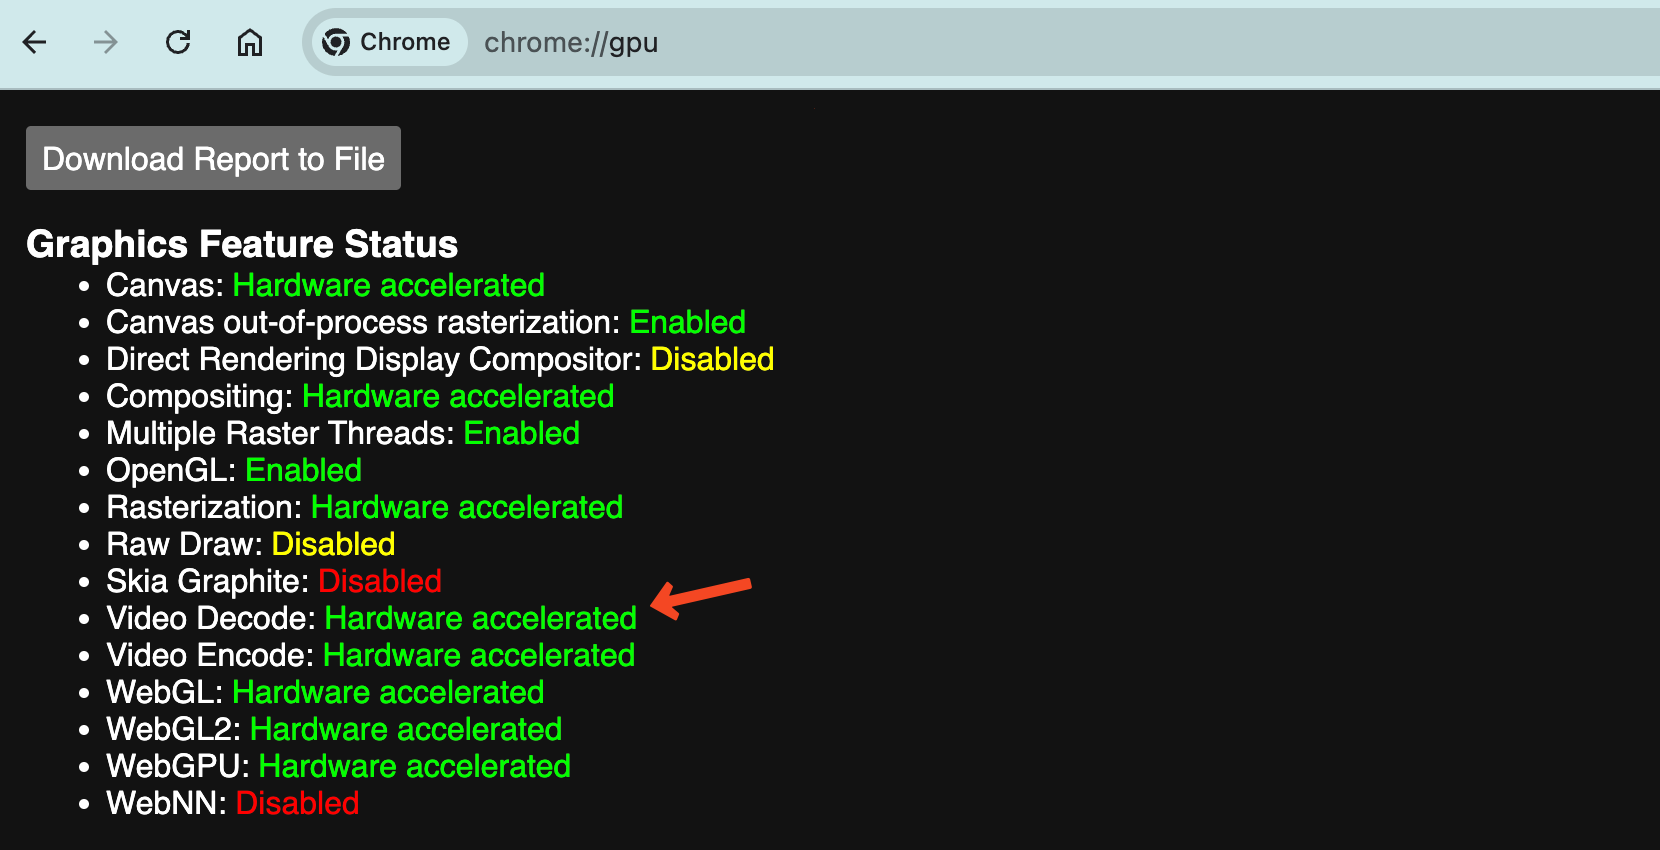 Chrome chrome://gpu
Download Report to File
Graphics Feature Status
• Canvas: Hardware accelerated
• Canvas out-of-process rasterization: Enabled
• Direct Rendering Display Compositor: Disabled
• Compositing: Hardware accelerated
• Multiple Raster Threads: Enabled
• OpenGL: Enabled
• Rasterization: Hardware accelerated
• Raw Draw: Disabled
• Skia Graphite: Disabled
• Video Decode: Hardware accelerated
• Video Encode: Hardware accelerated
• WebGL: Hardware accelerated
• WebGL2: Hardware accelerated
• WebGPU: Hardware accelerated
• WebNN: Disabled